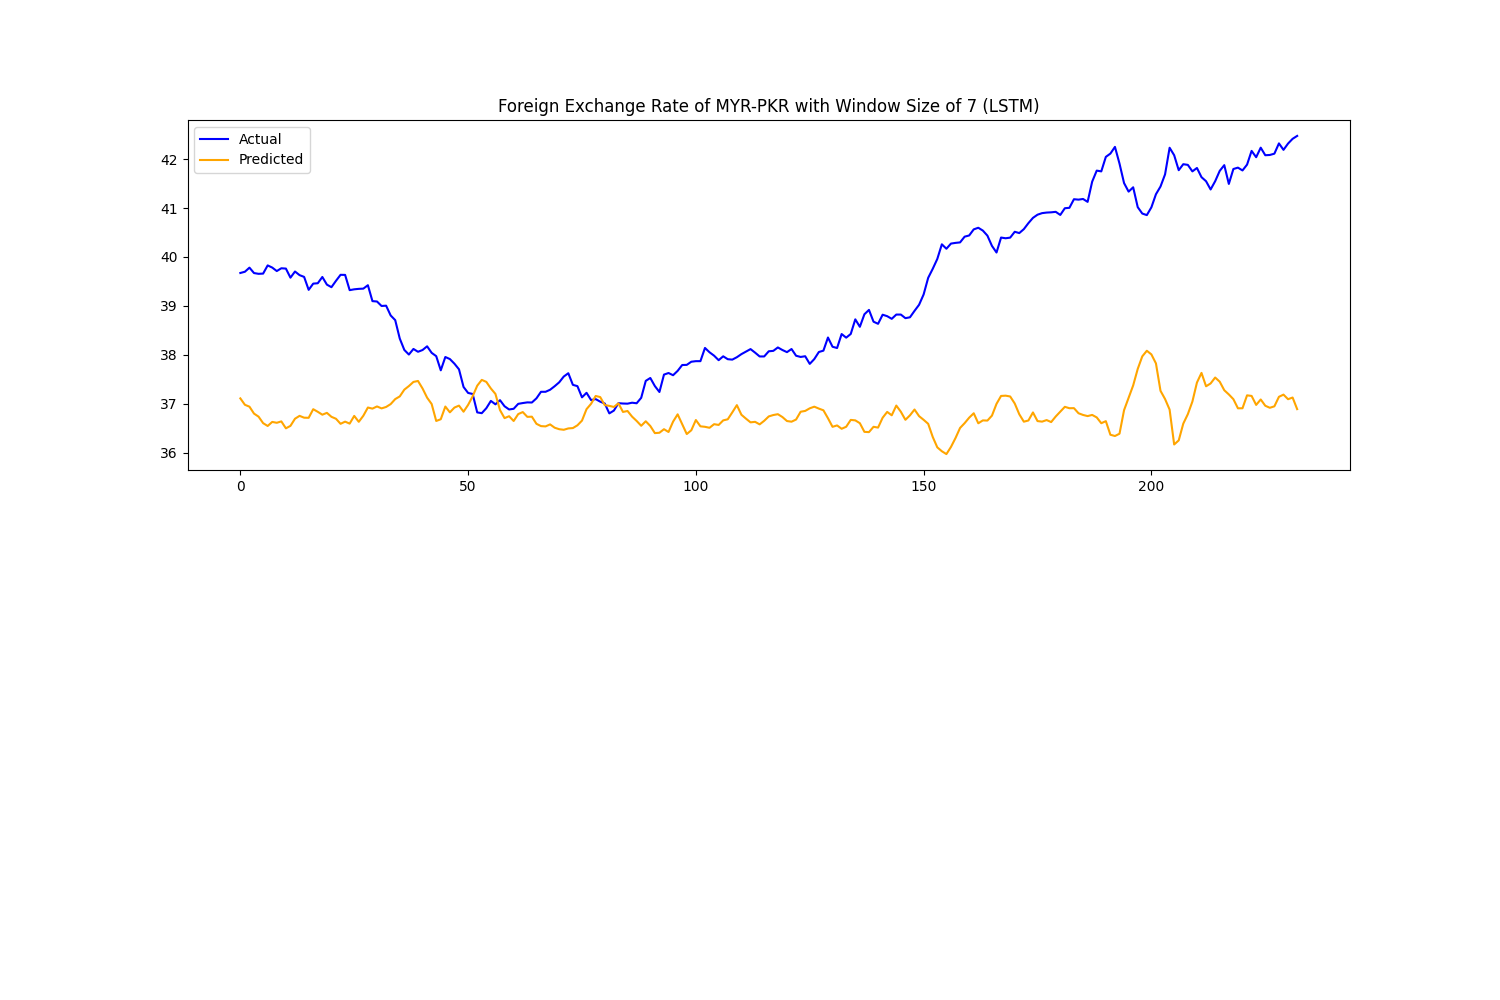 Foreign Exchange Rate of MYR-PKR with Window Size of 7 (LSTM)
Actual
Predicted
42
41
40
39
38
37
36
0 50 100 150 200